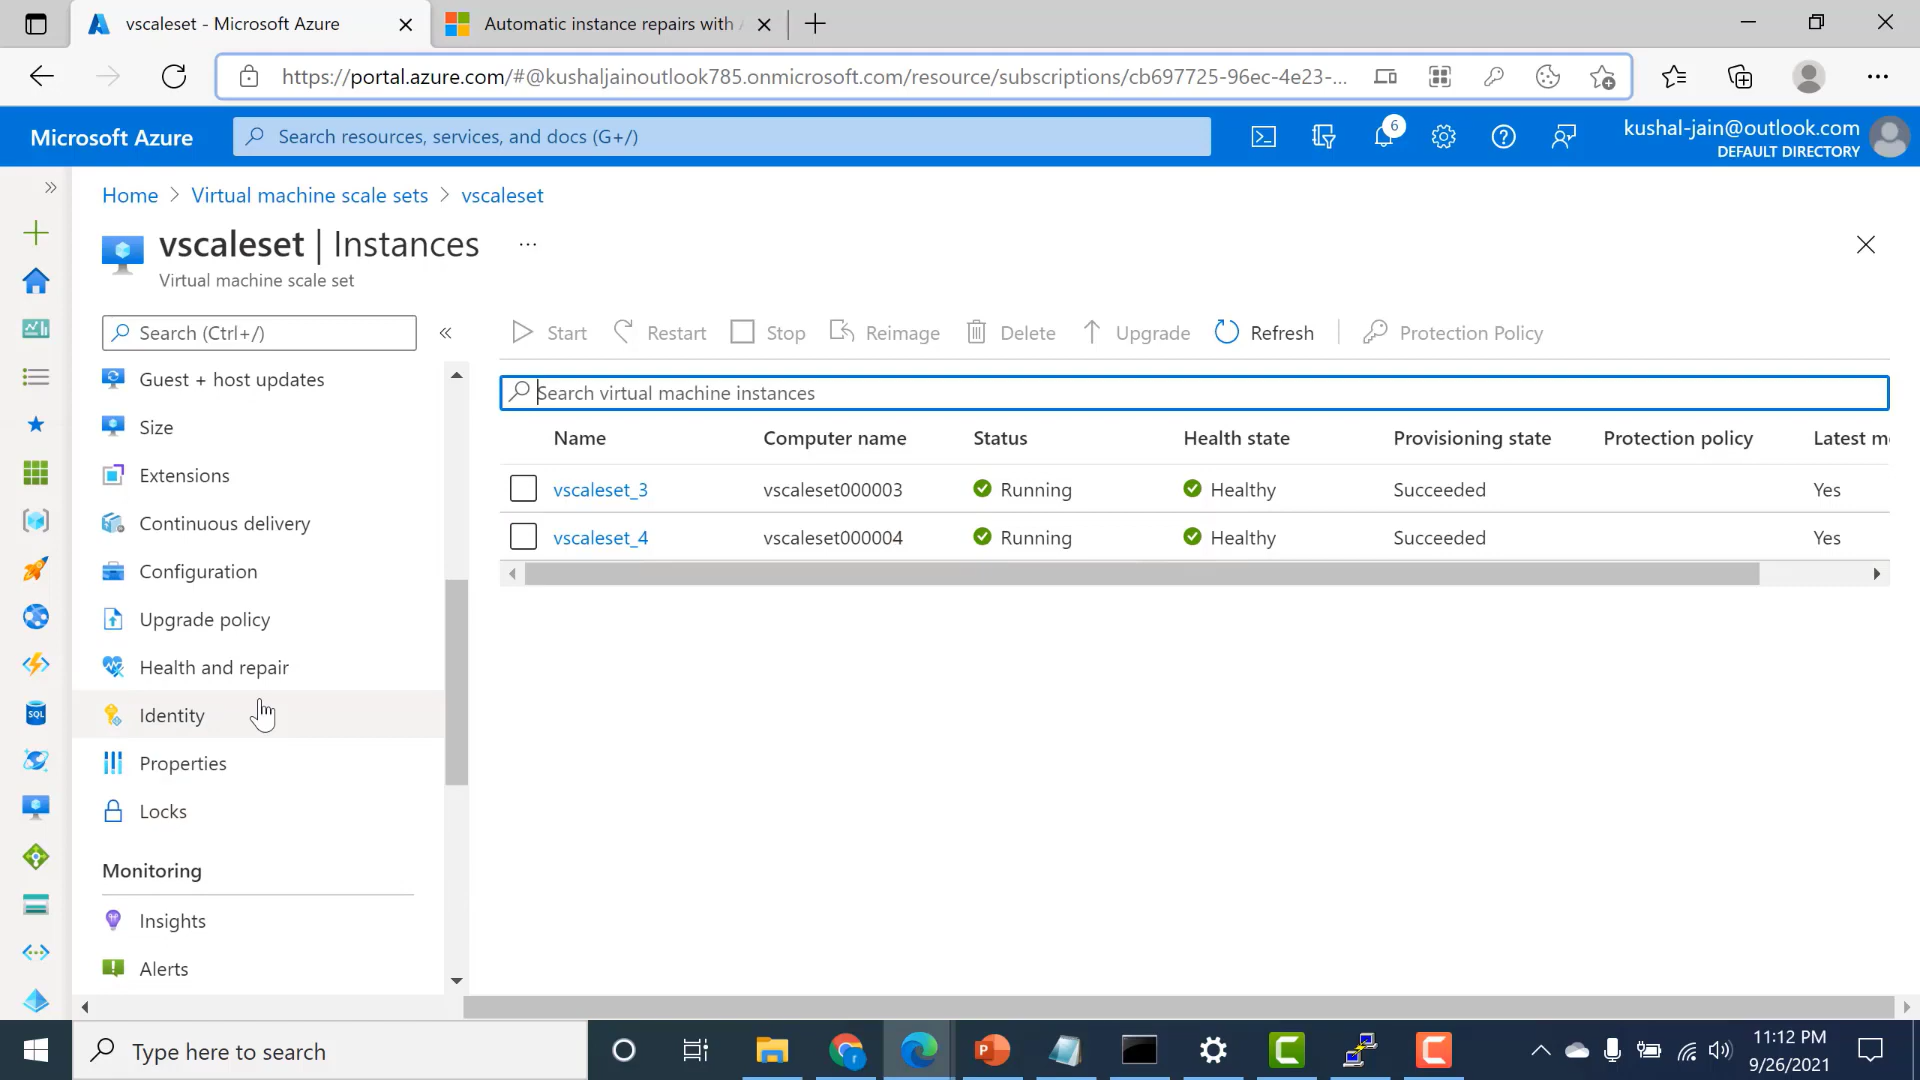 vscaleset - Microsoft Azure
Automatic instance repairs with
https://portal.azure.com/#@kushaljainoutlook785.onmicrosoft.com/resource/subscriptions/cb697725-96ec-4e23-...
Microsoft Azure
Search resources, services, and docs (G+/)
6
kushal-jain@outlook.com
DEFAULT DIRECTORY
Home > Virtual machine scale sets > vscaleset
vscaleset | Instances ...
Virtual machine scale set
Search (Ctrl+/)
Guest + host updates
Size
Extensions
Continuous delivery
Configuration
Upgrade policy
Health and repair
Identity
Properties
Locks
Monitoring
Insights
Alerts
Start Restart Stop Reimage Delete Upgrade Refresh Protection Policy
Search virtual machine instances
Name Computer name Status Health state Provisioning state Protection policy Latest
vscaleset_3 vscaleset000003 Running Healthy Succeeded Yes
vscaleset_4 vscaleset000004 Running Healthy Succeeded Yes
SQL
Type here to search
11:12 PM
9/26/2021